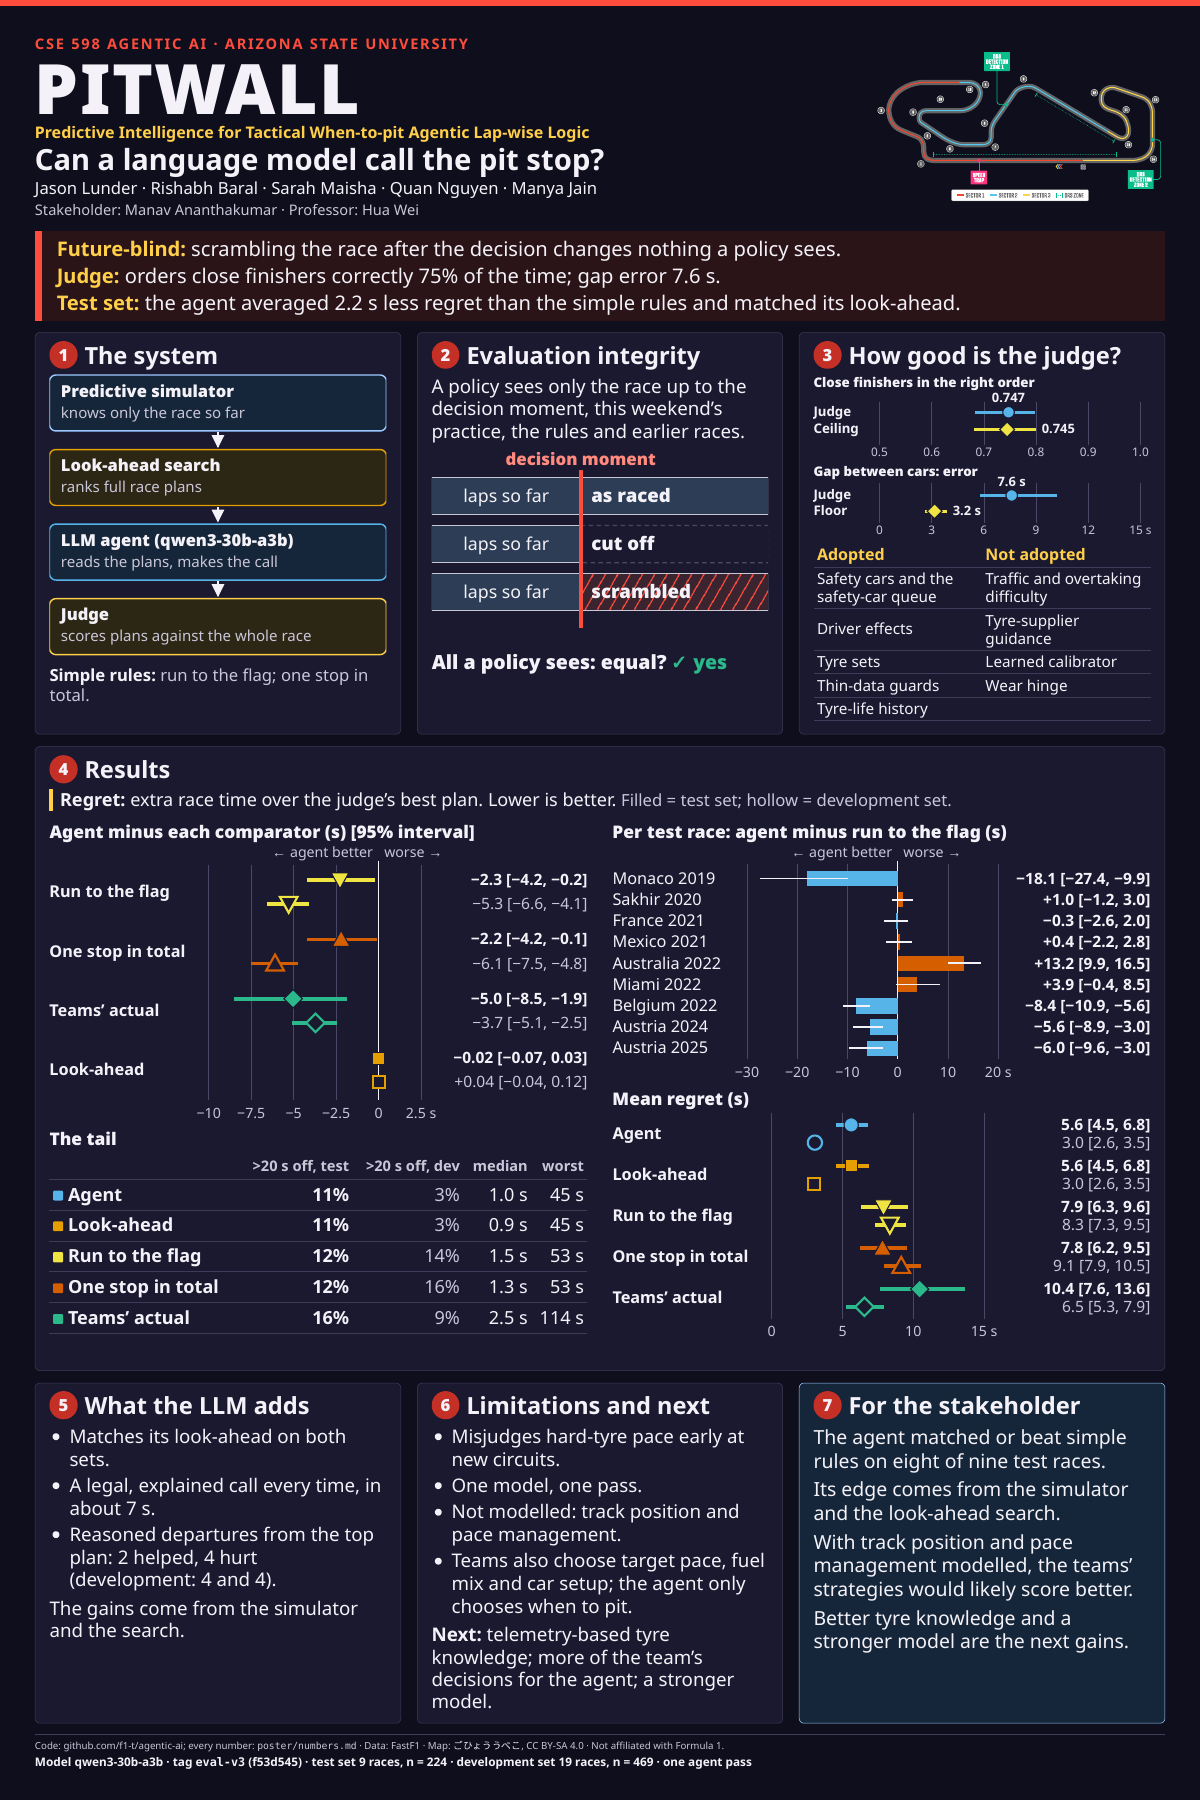 CSE 598 AGENTIC AI · ARIZONA STATE UNIVERSITY
PITWALL
Predictive Intelligence for Tactical When-to-pit Agentic Lap-wise Logic
Can a language model call the pit stop?
Jason Lunder · Rishabh Baral · Sarah Maisha · Quan Nguyen · Manya Jain
Stakeholder: Manav Ananthakumar · Professor: Hua Wei
DRS DETECTION ZONE 1
SPEED TRAP
DRS DETECTION ZONE 2
SECTOR 1 SECTOR 2 SECTOR 3 DRS ZONE
Future-blind: scrambling the race after the decision changes nothing a policy sees.
Judge: orders close finishers correctly 75% of the time; gap error 7.6 s.
Test set: the agent averaged 2.2 s less regret than the simple rules and matched its look-ahead.
1 The system
Predictive simulator
knows only the race so far
Look-ahead search
ranks full race plans
LLM agent (qwen3-30b-a3b)
reads the plans, makes the call
Judge
scores plans against the whole race
Simple rules: run to the flag; one stop in
total.
2 Evaluation integrity
A policy sees only the race up to the
decision moment, this weekend's
practice, the rules and earlier races.
decision moment
laps so far as raced
laps so far cut off
laps so far scrambled
All a policy sees: equal? ✓ yes
3 How good is the judge?
Close finishers in the right order
0.747
Judge
Ceiling 0.745
0.5 0.6 0.7 0.8 0.9 1.0
Gap between cars: error
7.6 s
Judge
Floor 3.2 s
0 3 6 9 12 15 s
Adopted Not adopted
Safety cars and the safety-car queue Traffic and overtaking difficulty
Driver effects Tyre-supplier guidance
Tyre sets Learned calibrator
Thin-data guards Wear hinge
Tyre-life history
4 Results
Regret: extra race time over the judge's best plan. Lower is better. Filled = test set; hollow = development set.
Agent minus each comparator (s) [95% interval]
← agent better worse →
Run to the flag −2.3 [−4.2, −0.2]
−5.3 [−6.6, −4.1]
One stop in total −2.2 [−4.2, −0.1]
−6.1 [−7.5, −4.8]
Teams' actual −5.0 [−8.5, −1.9]
−3.7 [−5.1, −2.5]
Look-ahead −0.02 [−0.07, 0.03]
+0.04 [−0.04, 0.12]
−10 −7.5 −5 −2.5 0 2.5 s
The tail
>20 s off, test >20 s off, dev median worst
Agent 11% 3% 1.0 s 45 s
Look-ahead 11% 3% 0.9 s 45 s
Run to the flag 12% 14% 1.5 s 53 s
One stop in total 12% 16% 1.3 s 53 s
Teams' actual 16% 9% 2.5 s 114 s
Per test race: agent minus run to the flag (s)
← agent better worse →
Monaco 2019 −18.1 [−27.4, −9.9]
Sakhir 2020 +1.0 [−1.2, 3.0]
France 2021 −0.3 [−2.6, 2.0]
Mexico 2021 +0.4 [−2.2, 2.8]
Australia 2022 +13.2 [9.9, 16.5]
Miami 2022 +3.9 [−0.4, 8.5]
Belgium 2022 −8.4 [−10.9, −5.6]
Austria 2024 −5.6 [−8.9, −3.0]
Austria 2025 −6.0 [−9.6, −3.0]
−30 −20 −10 0 10 20 s
Mean regret (s)
Agent 5.6 [4.5, 6.8]
3.0 [2.6, 3.5]
Look-ahead 5.6 [4.5, 6.8]
3.0 [2.6, 3.5]
Run to the flag 7.9 [6.3, 9.6]
8.3 [7.3, 9.5]
One stop in total 7.8 [6.2, 9.5]
9.1 [7.9, 10.5]
Teams' actual 10.4 [7.6, 13.6]
6.5 [5.3, 7.9]
0 5 10 15 s
5 What the LLM adds
• Matches its look-ahead on both
sets.
• A legal, explained call every time, in
about 7 s.
• Reasoned departures from the top
plan: 2 helped, 4 hurt
(development: 4 and 4).
The gains come from the simulator
and the search.
6 Limitations and next
• Misjudges hard-tyre pace early at
new circuits.
• One model, one pass.
• Not modelled: track position and
pace management.
• Teams also choose target pace, fuel
mix and car setup; the agent only
chooses when to pit.
Next: telemetry-based tyre
knowledge; more of the team's
decisions for the agent; a stronger
model.
7 For the stakeholder
The agent matched or beat simple
rules on eight of nine test races.
Its edge comes from the simulator
and the look-ahead search.
With track position and pace
management modelled, the teams'
strategies would likely score better.
Better tyre knowledge and a
stronger model are the next gains.
Code: github.com/f1-t/agentic-ai; every number: poster/numbers.md · Data: FastF1 · Map: ごひょううべこ, CC BY-SA 4.0 · Not affiliated with Formula 1.
Model qwen3-30b-a3b · tag eval-v3 (f53d545) · test set 9 races, n = 224 · development set 19 races, n = 469 · one agent pass